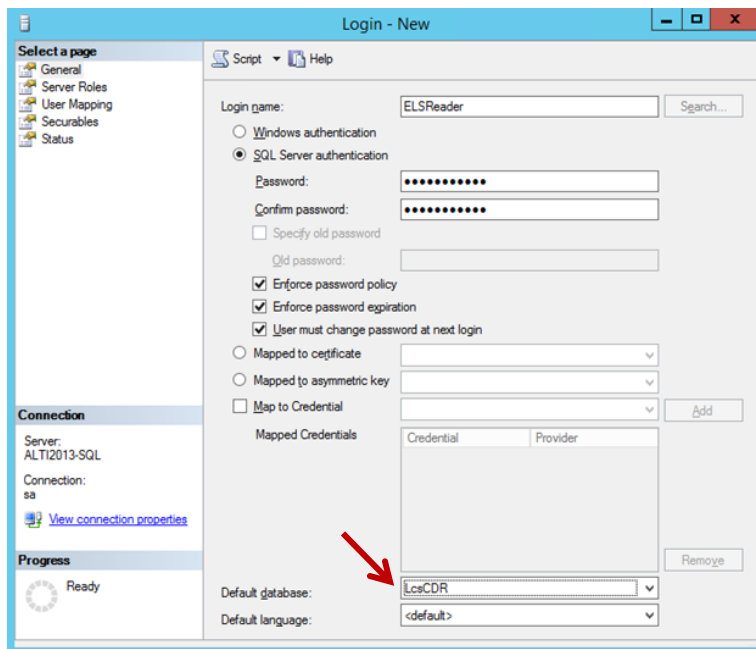 Login - New
Select a page
General
Server Roles
User Mapping
Securables
Status
Script Help
Login name: ELSReader Search...
Windows authentication
SQL Server authentication
Password: •••••••••••
Confirm password: •••••••••••
Specify old password
Old password:
Enforce password policy
Enforce password expiration
User must change password at next login
Mapped to certificate
Mapped to asymmetric key
Map to Credential Add
Mapped Credentials Credential Provider
Remove
Default database: LcsCDR
Default language: <default>
Connection
Server:
ALTI2013-SQL
Connection:
sa
View connection properties
Progress
Ready